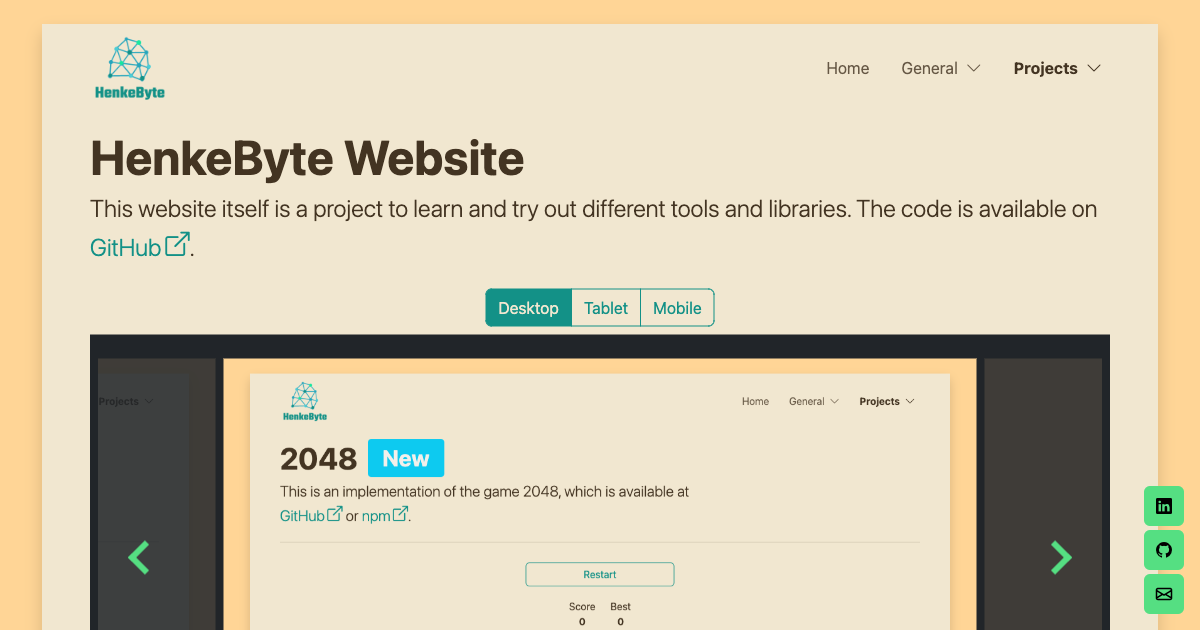 HenkeByte
Home General Projects
HenkeByte Website
This website itself is a project to learn and try out different tools and libraries. The code is available on
GitHub.
Desktop Tablet Mobile
Projects
HenkeByte
Home General Projects
2048 New
This is an implementation of the game 2048, which is available at
GitHub or npm.
Restart
Score Best
0 0